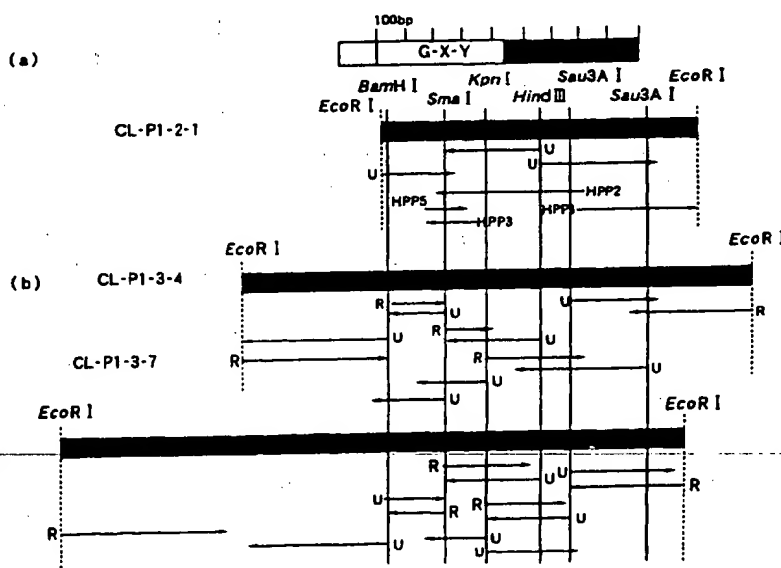 100bp
(a)
G-X-Y
BamH I
Kpn I
Sau3A I
EcoR I
EcoR I
Sma I
Hind III
Sau3A I
CL-P1-2-1
U
U
U
HPP2
HPP5
HPP3
EcoR I
EcoR I
(b)
CL-P1-3-4
R
U
U
R
R
U
U
R
R
CL-P1-3-7
U
U
U
EcoR I
EcoR I
R
U
U
R
U
R
R
U
R
U
U
U